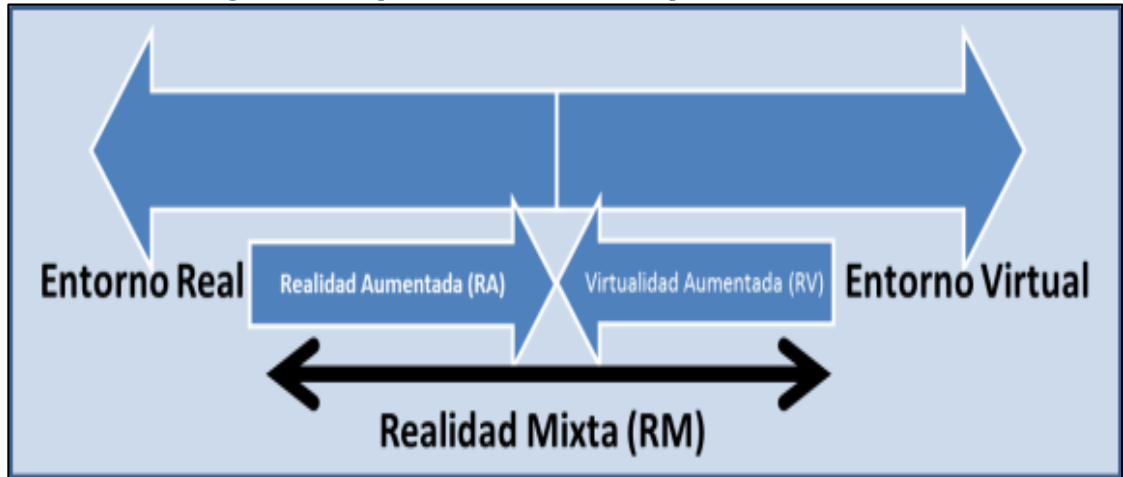 Entorno Real
Realidad Aumentada (RA)
Virtualidad Aumentada (RV)
Entorno Virtual
Realidad Mixta (RM)